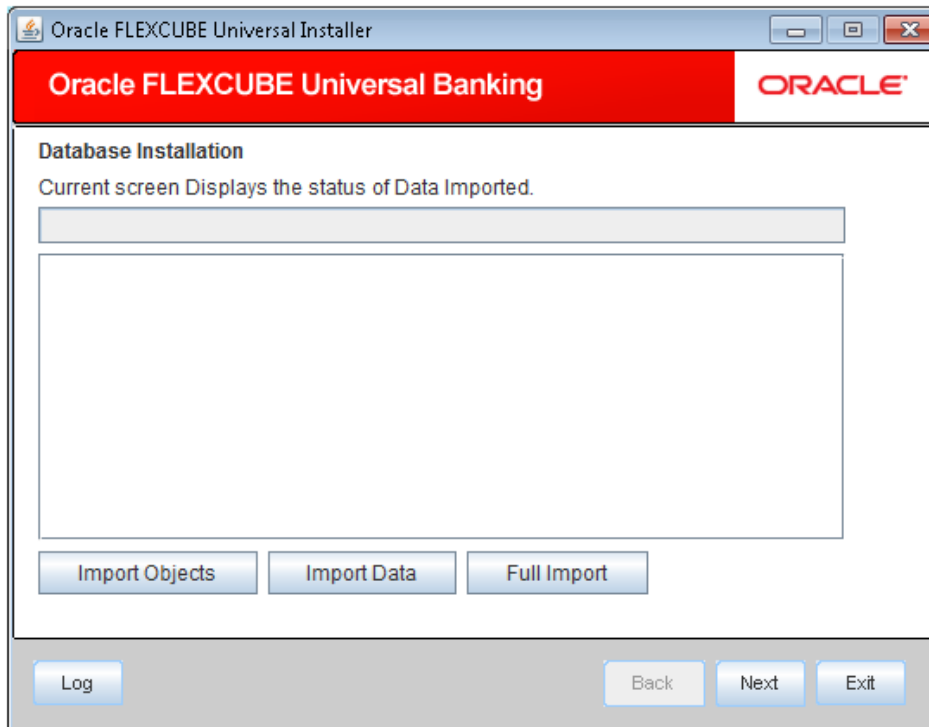 Oracle FLEXCUBE Universal Installer
Oracle FLEXCUBE Universal Banking
ORACLE
Database Installation
Current screen Displays the status of Data Imported.
Import Objects Import Data Full Import
Log Back Next Exit